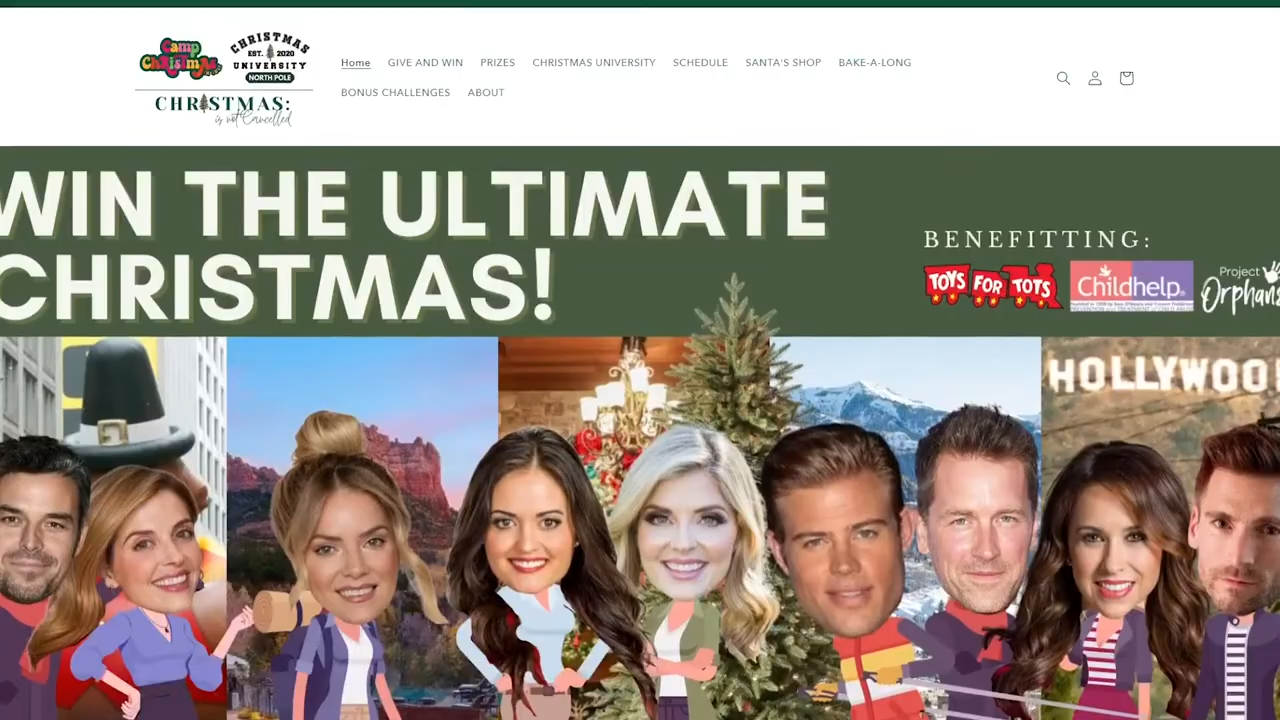 Camp
Christmas
CHRISTMAS
EST. 2020
UNIVERSITY
NORTH POLE
CHRISTMAS:
is not Cancelled
Home GIVE AND WIN PRIZES CHRISTMAS UNIVERSITY SCHEDULE SANTA'S SHOP BAKE-A-LONG
BONUS CHALLENGES ABOUT
WIN THE ULTIMATE
CHRISTMAS!
BENEFITTING:
TOYS FOR TOTS
Childhelp
Project
Orphans
HOLLYWOO